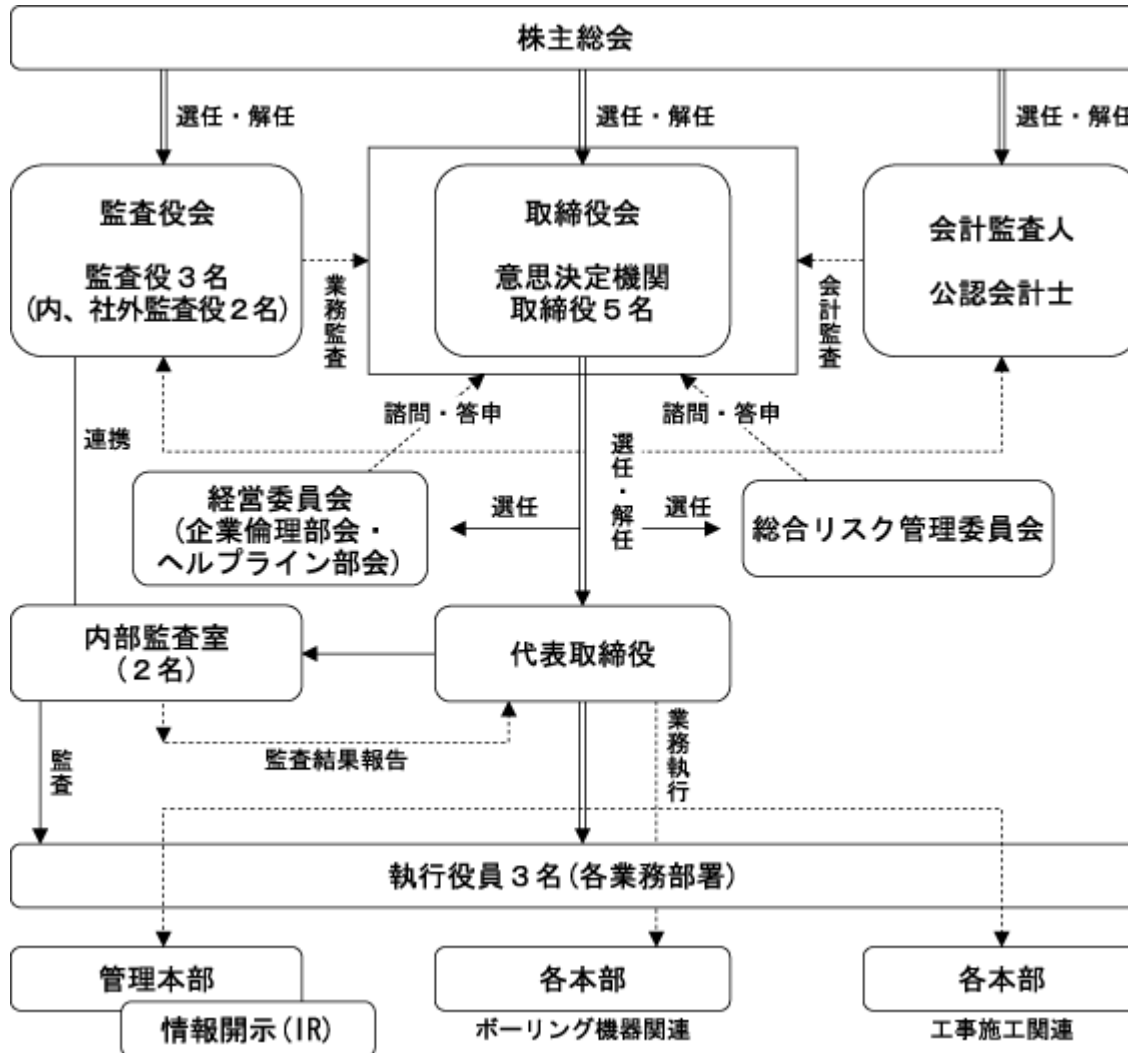 株主総会
選任・解任
選任・解任
選任・解任
監査役会
監査役３名
(内、社外監査役２名)
業務監査
取締役会
意思決定機関
取締役５名
会計監査
会計監査人
公認会計士
諮問・答申
諮問・答申
連携
選任・解任
経営委員会
(企業倫理部会・
ヘルプライン部会)
選任
選任
総合リスク管理委員会
内部監査室
(２名)
代表取締役
監査結果報告
業務執行
監査
執行役員３名(各業務部署)
管理本部
情報開示(IR)
各本部
ボーリング機器関連
各本部
工事施工関連